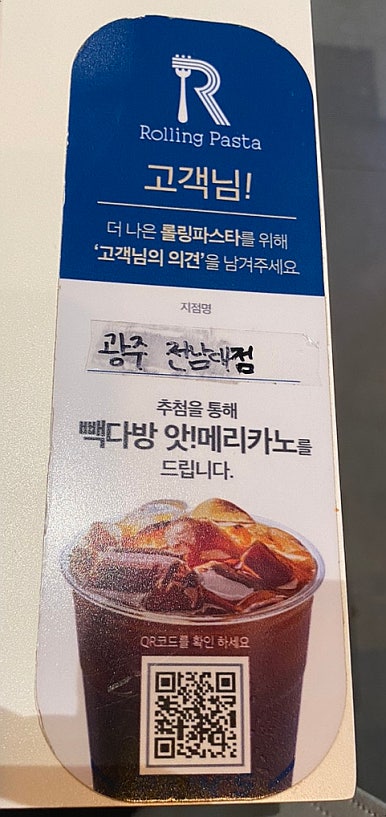 R
Rolling Pasta
고객님!
더 나은 롤링파스타를 위해
'고객님의 의견'을 남겨주세요
지점명
광주 전남대점
추첨을 통해
빽다방 앗!메리카노를
드립니다.
QR코드를 확인 하세요